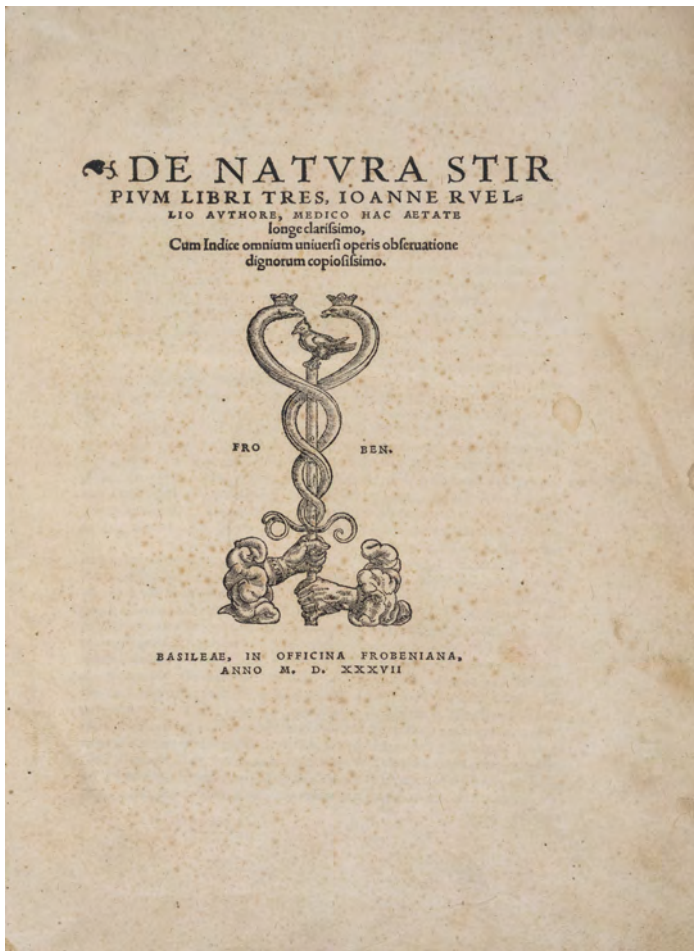 ❧ DE NATVRA STIR
PIVM LIBRI TRES, IOANNE RVEL⸗
LIO AVTHORE, MEDICO HAC AETATE
longe clariſsimo,
Cum Indice omnium uniuerſi operis obſeruatione
dignorum copioſiſsimo.
FRO BEN.
BASILEAE, IN OFFICINA FROBENIANA,
ANNO M. D. XXXVII